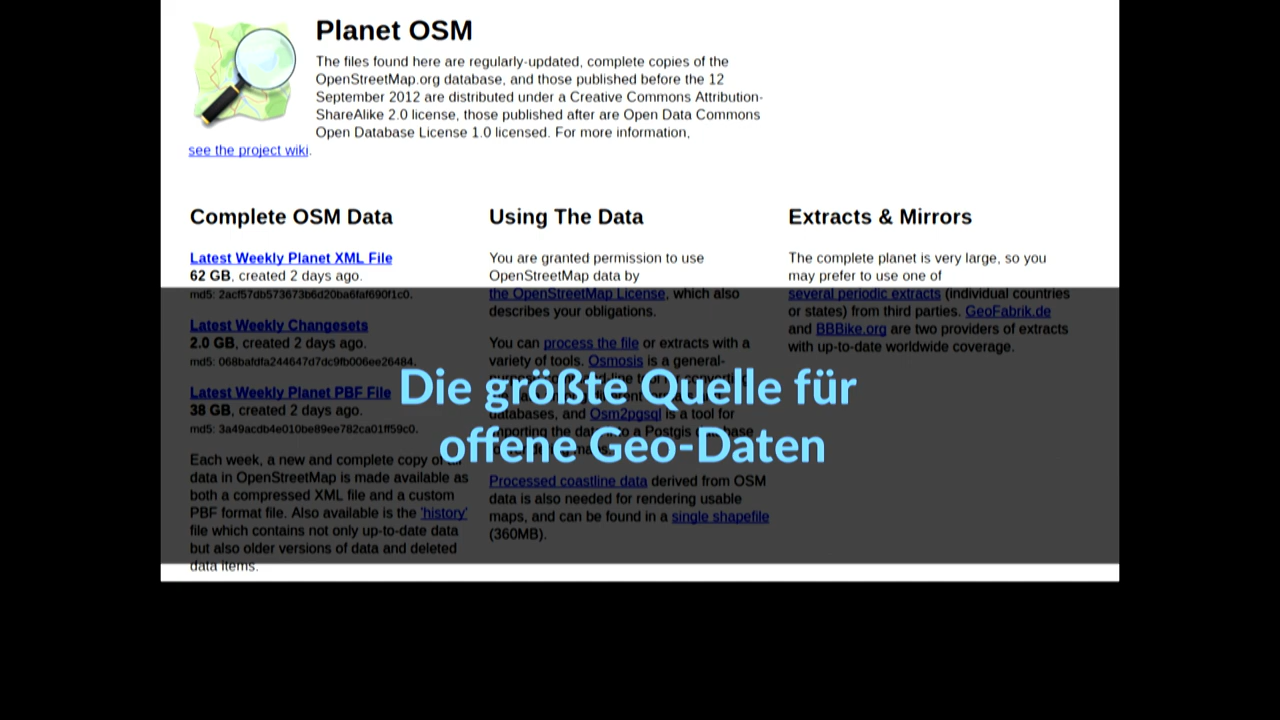 Planet OSM
The files found here are regularly-updated, complete copies of the
OpenStreetMap.org database, and those published before the 12
September 2012 are distributed under a Creative Commons Attribution-
ShareAlike 2.0 license, those published after are Open Data Commons
Open Database License 1.0 licensed. For more information,
see the project wiki.
Complete OSM Data
Latest Weekly Planet XML File
62 GB, created 2 days ago.
md5: 2acf57db573673b6d20ba6faf690f1c0.
Latest Weekly Changesets
2.0 GB, created 2 days ago.
md5: 068bafdfa244647d7dc9fb006ee26484.
Latest Weekly Planet PBF File
38 GB, created 2 days ago.
md5: 3a49acdb4e010be89ee782ca01ff59c0.
Each week, a new and complete copy of all
data in OpenStreetMap is made available as
both a compressed XML file and a custom
PBF format file. Also available is the 'history'
file which contains not only up-to-date data
but also older versions of data and deleted
data items.
Using The Data
You are granted permission to use
OpenStreetMap data by
the OpenStreetMap License, which also
describes your obligations.
You can process the file or extracts with a
variety of tools. Osmosis is a general-
databases, and Osm2pgsql is a tool for
importing the data into a Postgis database
Processed coastline data derived from OSM
data is also needed for rendering usable
maps, and can be found in a single shapefile
(360MB).
Extracts & Mirrors
The complete planet is very large, so you
may prefer to use one of
several periodic extracts (individual countries
or states) from third parties. GeoFabrik.de
and BBBike.org are two providers of extracts
with up-to-date worldwide coverage.
Die größte Quelle für
offene Geo-Daten